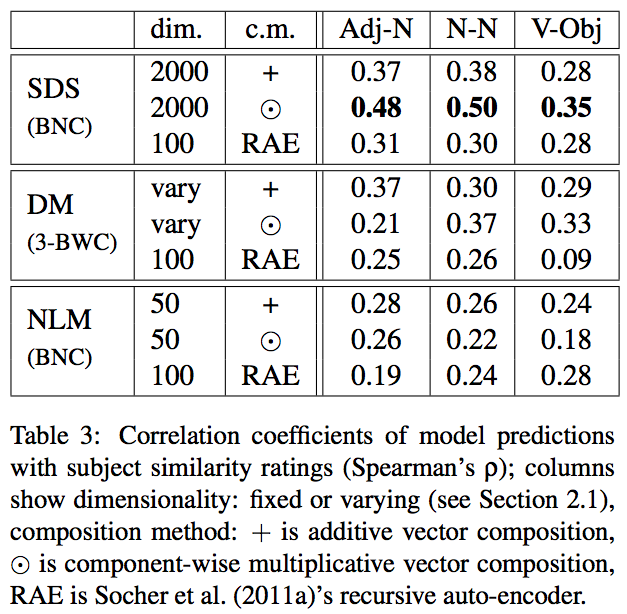 dim. c.m. Adj-N N-N V-Obj
SDS (BNC) 2000 + 0.37 0.38 0.28
2000 ⊙ 0.48 0.50 0.35
100 RAE 0.31 0.30 0.28
DM (3-BWC) vary + 0.37 0.30 0.29
vary ⊙ 0.21 0.37 0.33
100 RAE 0.25 0.26 0.09
NLM (BNC) 50 + 0.28 0.26 0.24
50 ⊙ 0.26 0.22 0.18
100 RAE 0.19 0.24 0.28
Table 3: Correlation coefficients of model predictions
with subject similarity ratings (Spearman's ρ); columns
show dimensionality: fixed or varying (see Section 2.1),
composition method: + is additive vector composition,
⊙ is component-wise multiplicative vector composition,
RAE is Socher et al. (2011a)'s recursive auto-encoder.